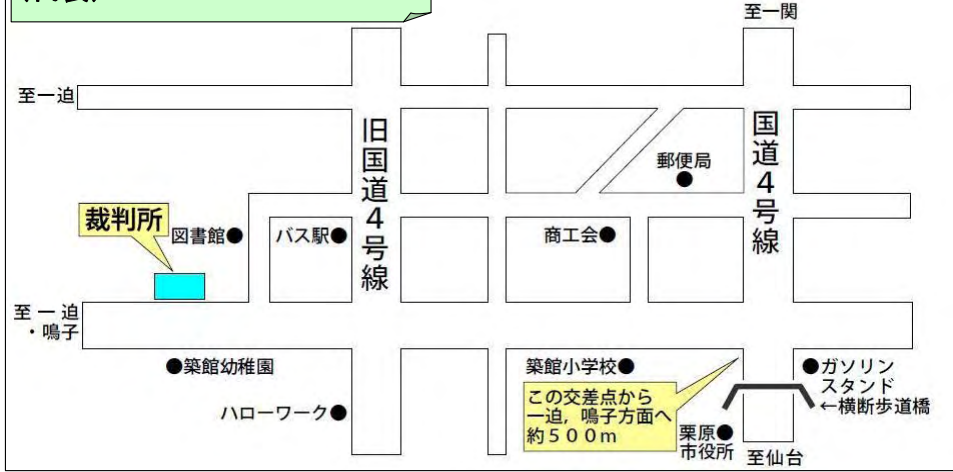 至一関
至一迫
旧国道4号線
国道4号線
郵便局●
裁判所
図書館●
バス駅●
商工会●
至一迫
・鳴子
●築館幼稚園
築館小学校●
●ガソリン
スタンド
←横断歩道橋
この交差点から
一迫，鳴子方面へ
約５００ｍ
ハローワーク●
栗原●
市役所
至仙台